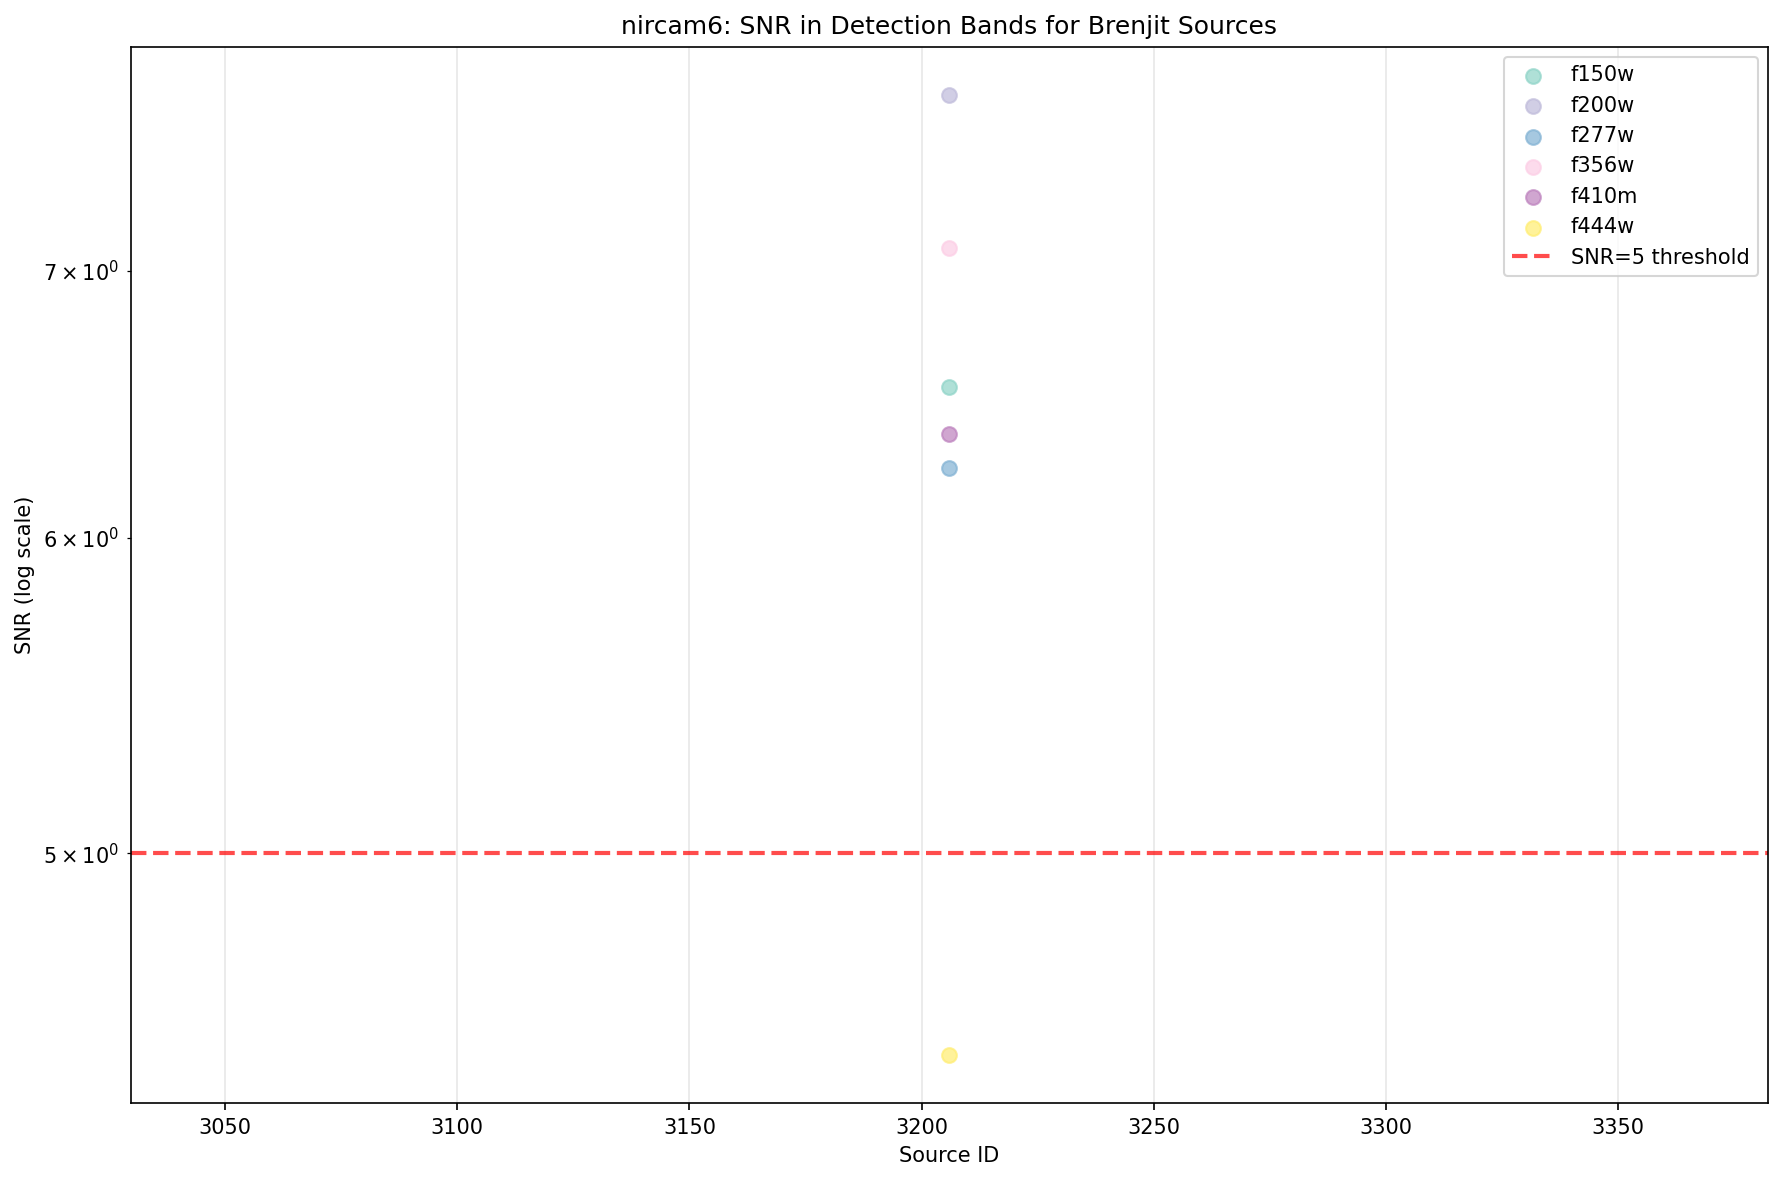 nircam6: SNR in Detection Bands for Brenjit Sources
f150w
f200w
f277w
f356w
f410m
f444w
SNR=5 threshold
7 × 10⁰
6 × 10⁰
5 × 10⁰
SNR (log scale)
3050 3100 3150 3200 3250 3300 3350
Source ID